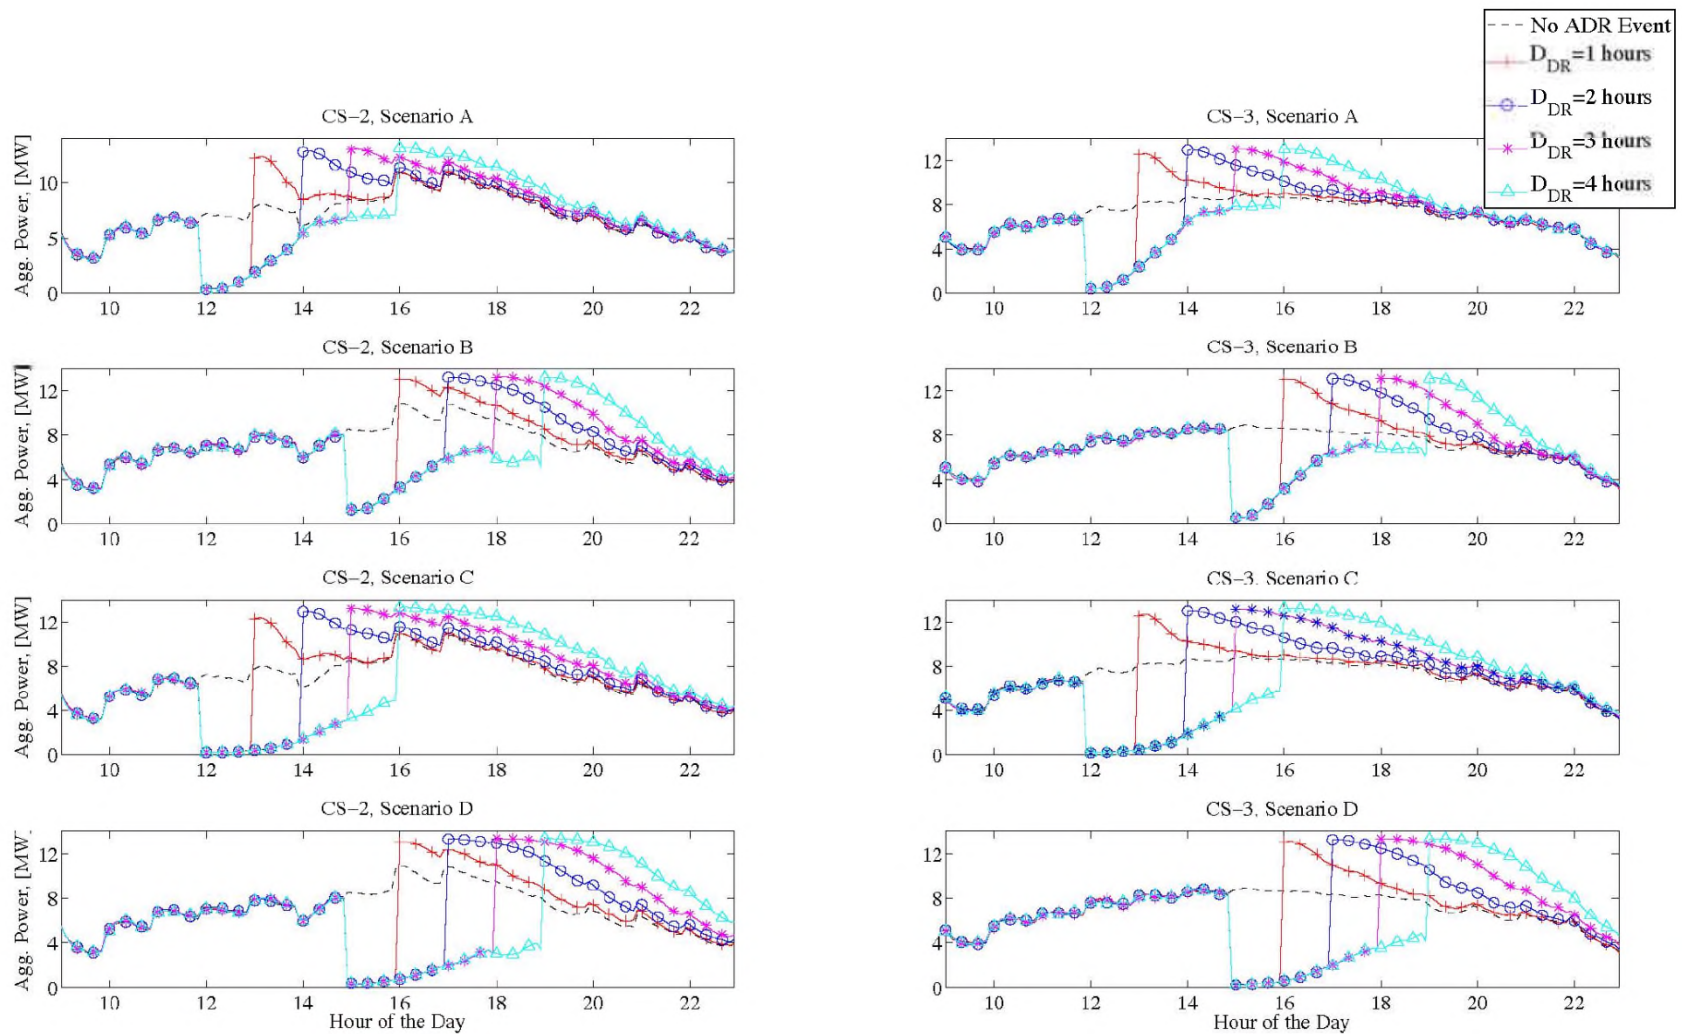 No ADR Event
D_DR=1 hours
D_DR=2 hours
D_DR=3 hours
D_DR=4 hours
CS-2, Scenario A
Agg. Power, [MW]
10
5
0
10 12 14 16 18 20 22
CS-3, Scenario A
12
8
4
0
10 12 14 16 18 20 22
CS-2, Scenario B
Agg. Power, [MW]
12
8
4
0
10 12 14 16 18 20 22
CS-3, Scenario B
12
8
4
0
10 12 14 16 18 20 22
CS-2, Scenario C
Agg. Power, [MW]
12
8
4
0
10 12 14 16 18 20 22
CS-3, Scenario C
12
8
4
0
10 12 14 16 18 20 22
CS-2, Scenario D
Agg. Power, [MW]
12
8
4
0
10 12 14 16 18 20 22
Hour of the Day
CS-3, Scenario D
12
8
4
0
10 12 14 16 18 20 22
Hour of the Day